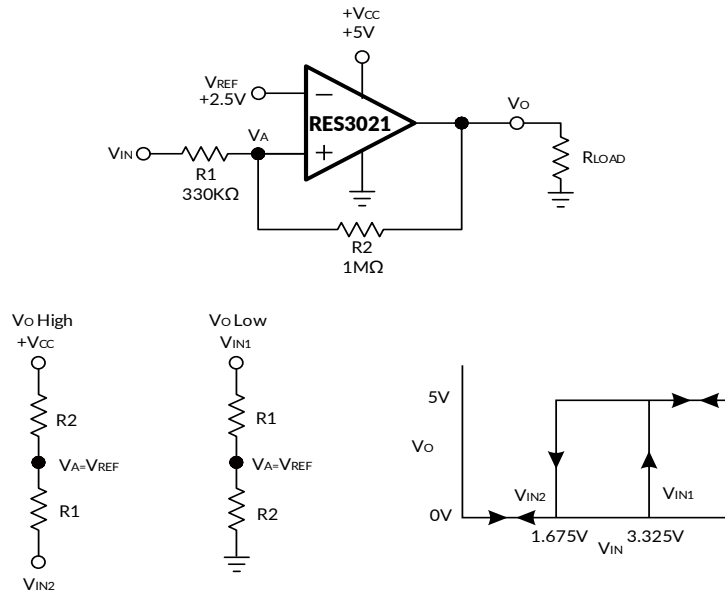 +VCC
+5V
VREF
+2.5V
RES3021
VO
VA
VIN
R1
330KΩ
RLOAD
R2
1MΩ
VO High
+VCC
R2
VA=VREF
R1
VIN2
VO Low
VIN1
R1
VA=VREF
R2
5V
VO
0V
VIN2
VIN1
1.675V
3.325V
VIN